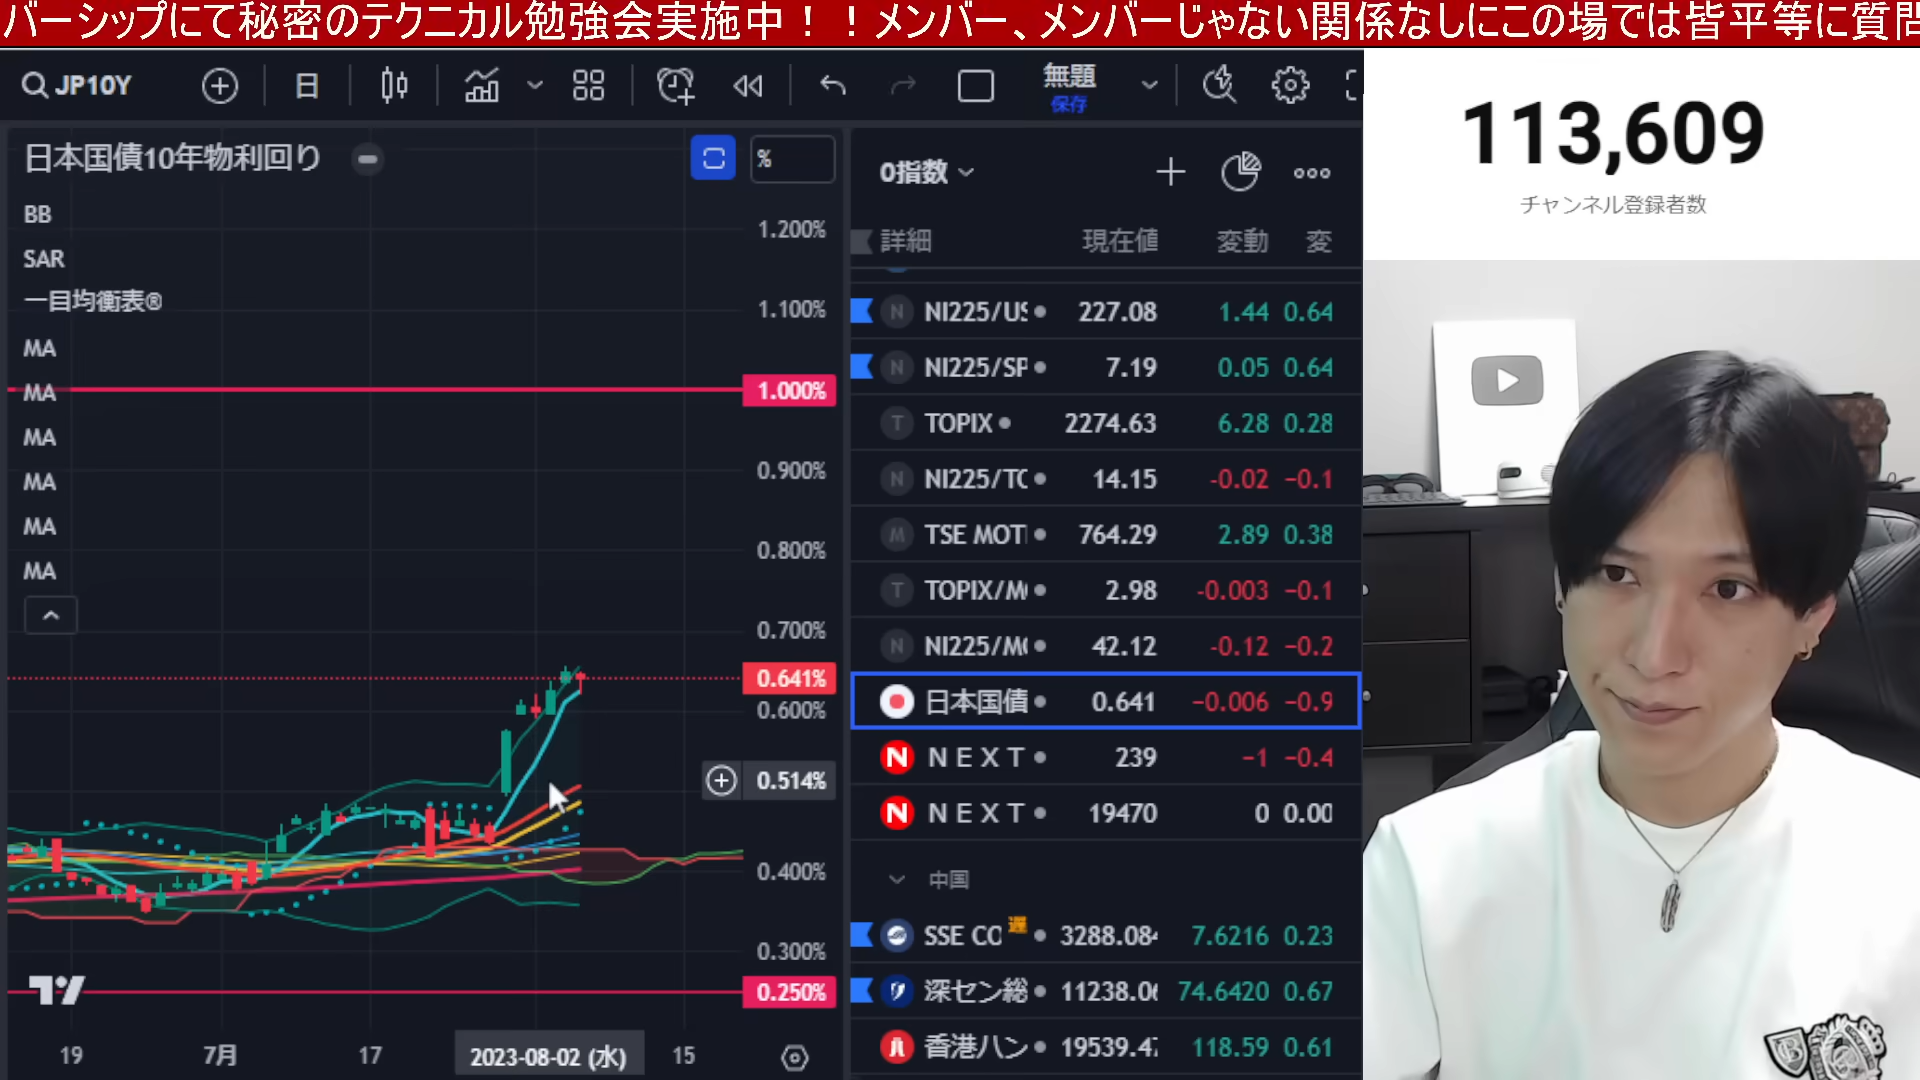 バーシップにて秘密のテクニカル勉強会実施中！！メンバー、メンバーじゃない関係なしにこの場では皆平等に質問
JP10Y
日
無題
保存
113,609
チャンネル登録者数
日本国債10年物利回り
%
BB
SAR
一目均衡表®
MA
MA
MA
MA
MA
MA
1.200%
1.100%
1.000%
0.900%
0.800%
0.700%
0.641%
0.600%
0.514%
0.400%
0.300%
0.250%
19
7月
17
2023-08-02 (水)
15
0指数
詳細 現在値 変動 変
N NI225/US 227.08 1.44 0.64
N NI225/SP 7.19 0.05 0.64
T TOPIX 2274.63 6.28 0.28
N NI225/TO 14.15 -0.02 −0.1
M TSE MOT 764.29 2.89 0.38
T TOPIX/M 2.98 -0.003 −0.1
N NI225/MO 42.12 -0.12 −0.2
日本国債 0.641 −0.006 −0.9
N NEXT 239 −1 −0.4
N NEXT 19470 0 0.00
中国
SSE CO 遅 3288.084 7.6216 0.23
深セン総 11238.06 74.6420 0.67
香港ハン 19539.47 118.59 0.61